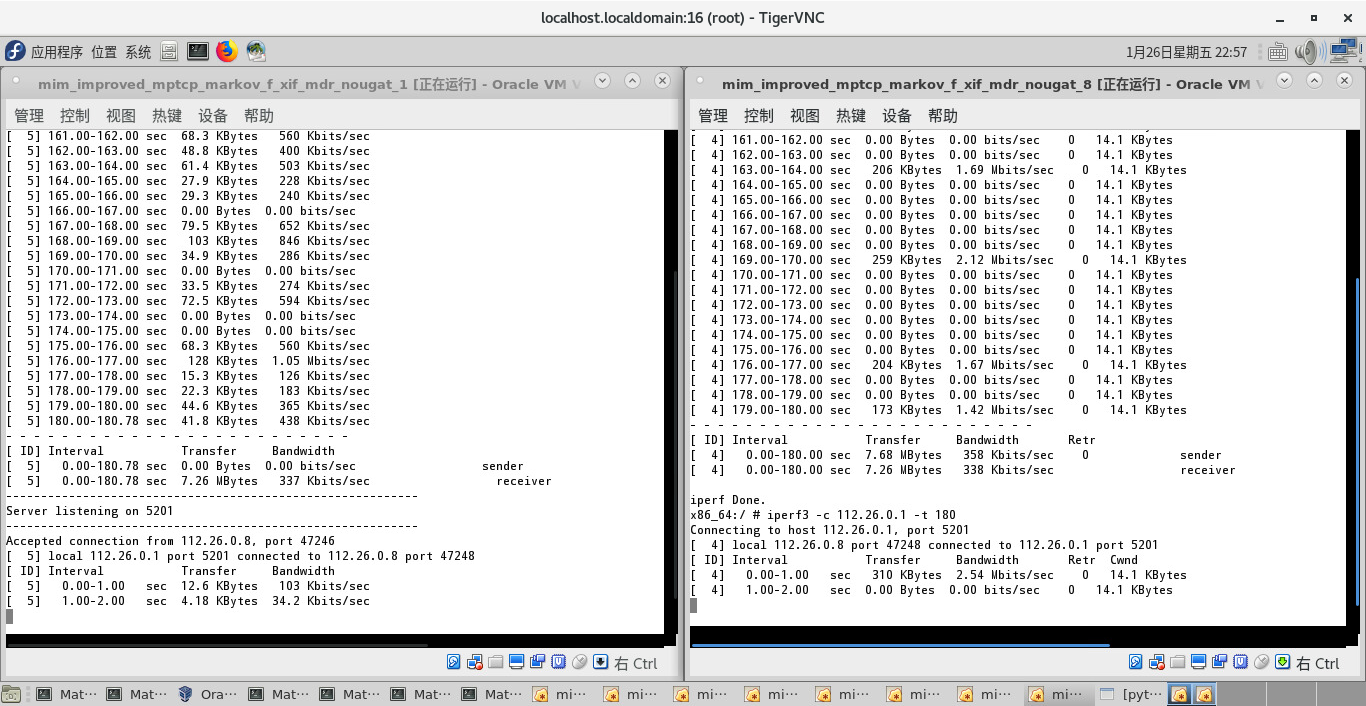 localhost.localdomain:16 (root) - TigerVNC
应用程序 位置 系统
1月26日星期五 22:57
mim_improved_mptcp_markov_f_xif_mdr_nougat_1 [正在运行] - Oracle VM V
管理 控制 视图 热键 设备 帮助
[  5] 161.00-162.00 sec  68.3 KBytes   560 Kbits/sec
[  5] 162.00-163.00 sec  48.8 KBytes   400 Kbits/sec
[  5] 163.00-164.00 sec  61.4 KBytes   503 Kbits/sec
[  5] 164.00-165.00 sec  27.9 KBytes   228 Kbits/sec
[  5] 165.00-166.00 sec  29.3 KBytes   240 Kbits/sec
[  5] 166.00-167.00 sec  0.00 Bytes  0.00 bits/sec
[  5] 167.00-168.00 sec  79.5 KBytes   652 Kbits/sec
[  5] 168.00-169.00 sec   103 KBytes   846 Kbits/sec
[  5] 169.00-170.00 sec  34.9 KBytes   286 Kbits/sec
[  5] 170.00-171.00 sec  0.00 Bytes  0.00 bits/sec
[  5] 171.00-172.00 sec  33.5 KBytes   274 Kbits/sec
[  5] 172.00-173.00 sec  72.5 KBytes   594 Kbits/sec
[  5] 173.00-174.00 sec  0.00 Bytes  0.00 bits/sec
[  5] 174.00-175.00 sec  0.00 Bytes  0.00 bits/sec
[  5] 175.00-176.00 sec  68.3 KBytes   560 Kbits/sec
[  5] 176.00-177.00 sec   128 KBytes  1.05 Mbits/sec
[  5] 177.00-178.00 sec  15.3 KBytes   126 Kbits/sec
[  5] 178.00-179.00 sec  22.3 KBytes   183 Kbits/sec
[  5] 179.00-180.00 sec  44.6 KBytes   365 Kbits/sec
[  5] 180.00-180.78 sec  41.8 KBytes   438 Kbits/sec
- - - - - - - - - - - - - - - - - - - - - - - - -
[ ID] Interval           Transfer     Bandwidth
[  5]   0.00-180.78 sec  0.00 Bytes  0.00 bits/sec                  sender
[  5]   0.00-180.78 sec  7.26 MBytes   337 Kbits/sec                  receiver
-----------------------------------------------------------
Server listening on 5201
-----------------------------------------------------------
Accepted connection from 112.26.0.8, port 47246
[  5] local 112.26.0.1 port 5201 connected to 112.26.0.8 port 47248
[ ID] Interval           Transfer     Bandwidth
[  5]   0.00-1.00   sec  12.6 KBytes   103 Kbits/sec
[  5]   1.00-2.00   sec  4.18 KBytes  34.2 Kbits/sec
右 Ctrl
mim_improved_mptcp_markov_f_xif_mdr_nougat_8 [正在运行] - Oracle VM V
管理 控制 视图 热键 设备 帮助
[  4] 161.00-162.00 sec  0.00 Bytes  0.00 bits/sec    0   14.1 KBytes
[  4] 162.00-163.00 sec  0.00 Bytes  0.00 bits/sec    0   14.1 KBytes
[  4] 163.00-164.00 sec   206 KBytes  1.69 Mbits/sec    0   14.1 KBytes
[  4] 164.00-165.00 sec  0.00 Bytes  0.00 bits/sec    0   14.1 KBytes
[  4] 165.00-166.00 sec  0.00 Bytes  0.00 bits/sec    0   14.1 KBytes
[  4] 166.00-167.00 sec  0.00 Bytes  0.00 bits/sec    0   14.1 KBytes
[  4] 167.00-168.00 sec  0.00 Bytes  0.00 bits/sec    0   14.1 KBytes
[  4] 168.00-169.00 sec  0.00 Bytes  0.00 bits/sec    0   14.1 KBytes
[  4] 169.00-170.00 sec   259 KBytes  2.12 Mbits/sec    0   14.1 KBytes
[  4] 170.00-171.00 sec  0.00 Bytes  0.00 bits/sec    0   14.1 KBytes
[  4] 171.00-172.00 sec  0.00 Bytes  0.00 bits/sec    0   14.1 KBytes
[  4] 172.00-173.00 sec  0.00 Bytes  0.00 bits/sec    0   14.1 KBytes
[  4] 173.00-174.00 sec  0.00 Bytes  0.00 bits/sec    0   14.1 KBytes
[  4] 174.00-175.00 sec  0.00 Bytes  0.00 bits/sec    0   14.1 KBytes
[  4] 175.00-176.00 sec  0.00 Bytes  0.00 bits/sec    0   14.1 KBytes
[  4] 176.00-177.00 sec   204 KBytes  1.67 Mbits/sec    0   14.1 KBytes
[  4] 177.00-178.00 sec  0.00 Bytes  0.00 bits/sec    0   14.1 KBytes
[  4] 178.00-179.00 sec  0.00 Bytes  0.00 bits/sec    0   14.1 KBytes
[  4] 179.00-180.00 sec   173 KBytes  1.42 Mbits/sec    0   14.1 KBytes
- - - - - - - - - - - - - - - - - - - - - - - - -
[ ID] Interval           Transfer     Bandwidth       Retr
[  4]   0.00-180.00 sec  7.68 MBytes   358 Kbits/sec    0             sender
[  4]   0.00-180.00 sec  7.26 MBytes   338 Kbits/sec                  receiver
iperf Done.
x86_64:/ # iperf3 -c 112.26.0.1 -t 180
Connecting to host 112.26.0.1, port 5201
[  4] local 112.26.0.8 port 47248 connected to 112.26.0.1 port 5201
[ ID] Interval           Transfer     Bandwidth       Retr  Cwnd
[  4]   0.00-1.00   sec   310 KBytes  2.54 Mbits/sec    0   14.1 KBytes
[  4]   1.00-2.00   sec  0.00 Bytes  0.00 bits/sec    0   14.1 KBytes
右 Ctrl
Mat… Mat… Ora… Mat… Mat… Mat… Mat… mi… mi… mi… mi… mi… mi… mi… mi… [pyt…